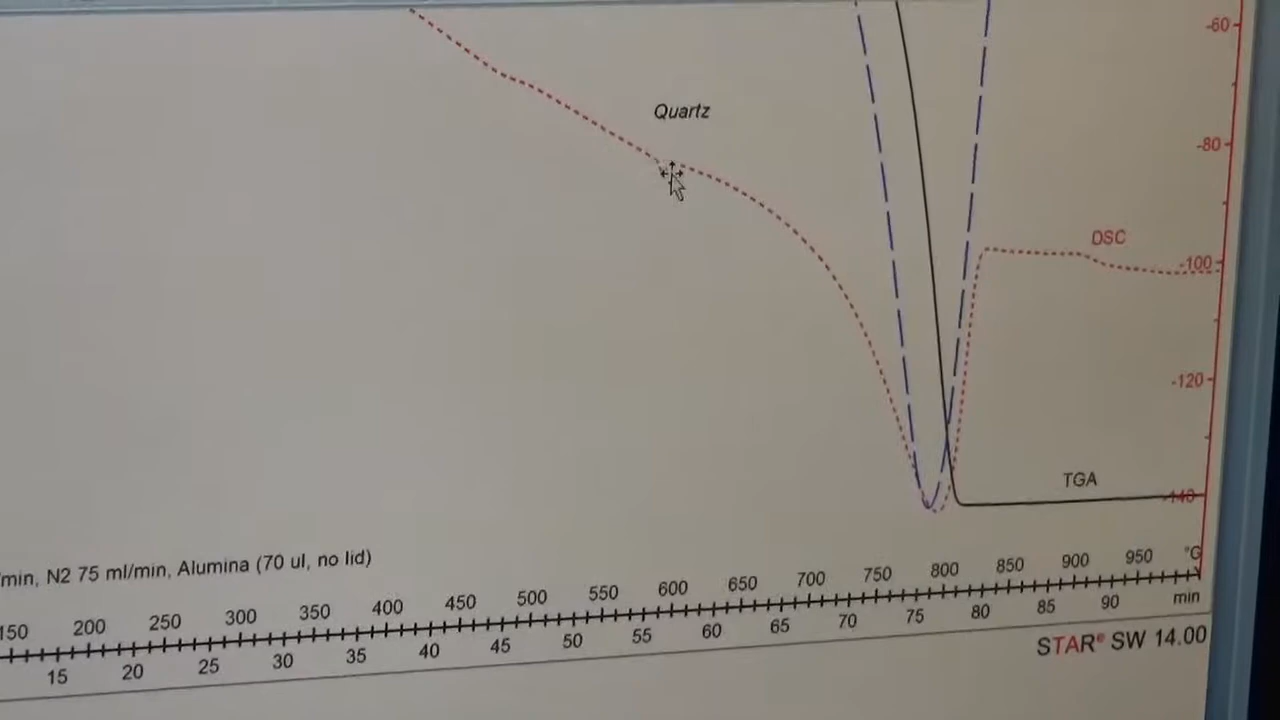 -60
Quartz
-80
DSC
-100
-120
TGA
-140
/min, N2 75 ml/min, Alumina (70 ul, no lid)
150 200 250 300 350 400 450 500 550 600 650 700 750 800 850 900 950 °C
15 20 25 30 35 40 45 50 55 60 65 70 75 80 85 90 min
STAR® SW 14.00